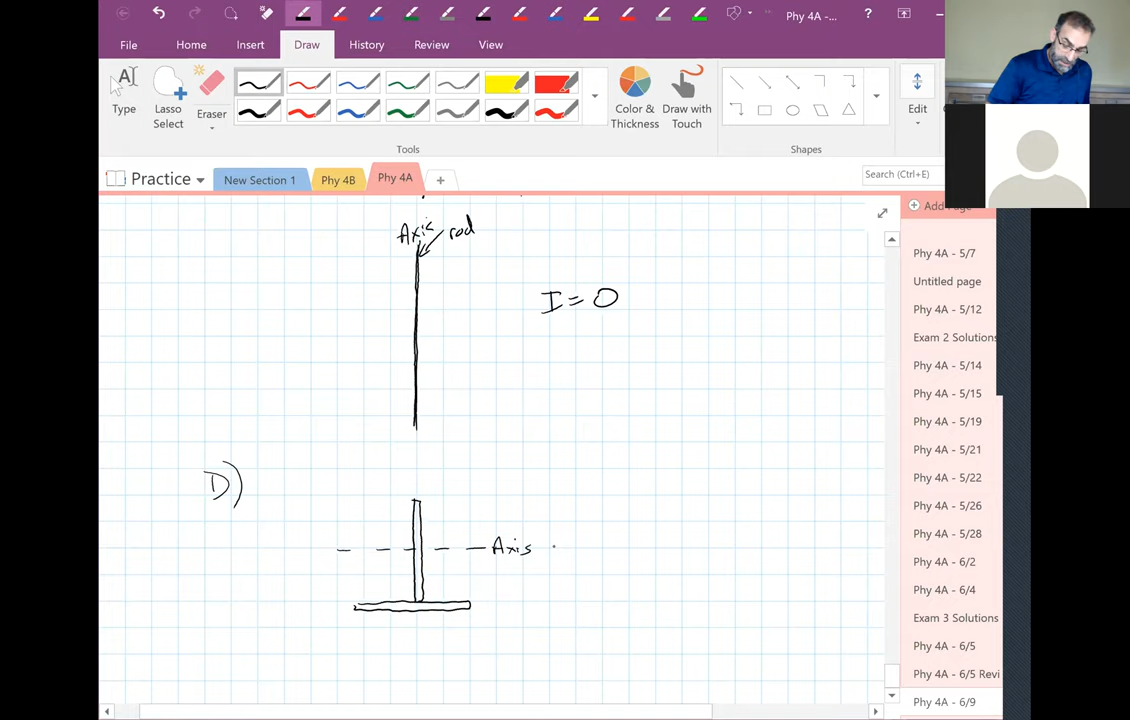 Phy 4A -...
?
File
Home
Insert
Draw
History
Review
View
Type
Lasso
Select
Eraser
Color &
Thickness
Draw with
Touch
Edit
Tools
Shapes
Practice
New Section 1
Phy 4B
Phy 4A
Search (Ctrl+E)
Add Page
Phy 4A - 5/7
Untitled page
Phy 4A - 5/12
Exam 2 Solutions
Phy 4A - 5/14
Phy 4A - 5/15
Phy 4A - 5/19
Phy 4A - 5/21
Phy 4A - 5/22
Phy 4A - 5/26
Phy 4A - 5/28
Phy 4A - 6/2
Phy 4A - 6/4
Exam 3 Solutions
Phy 4A - 6/5
Phy 4A - 6/5 Revi
Phy 4A - 6/9
Axis rod
I = 0
D)
Axis